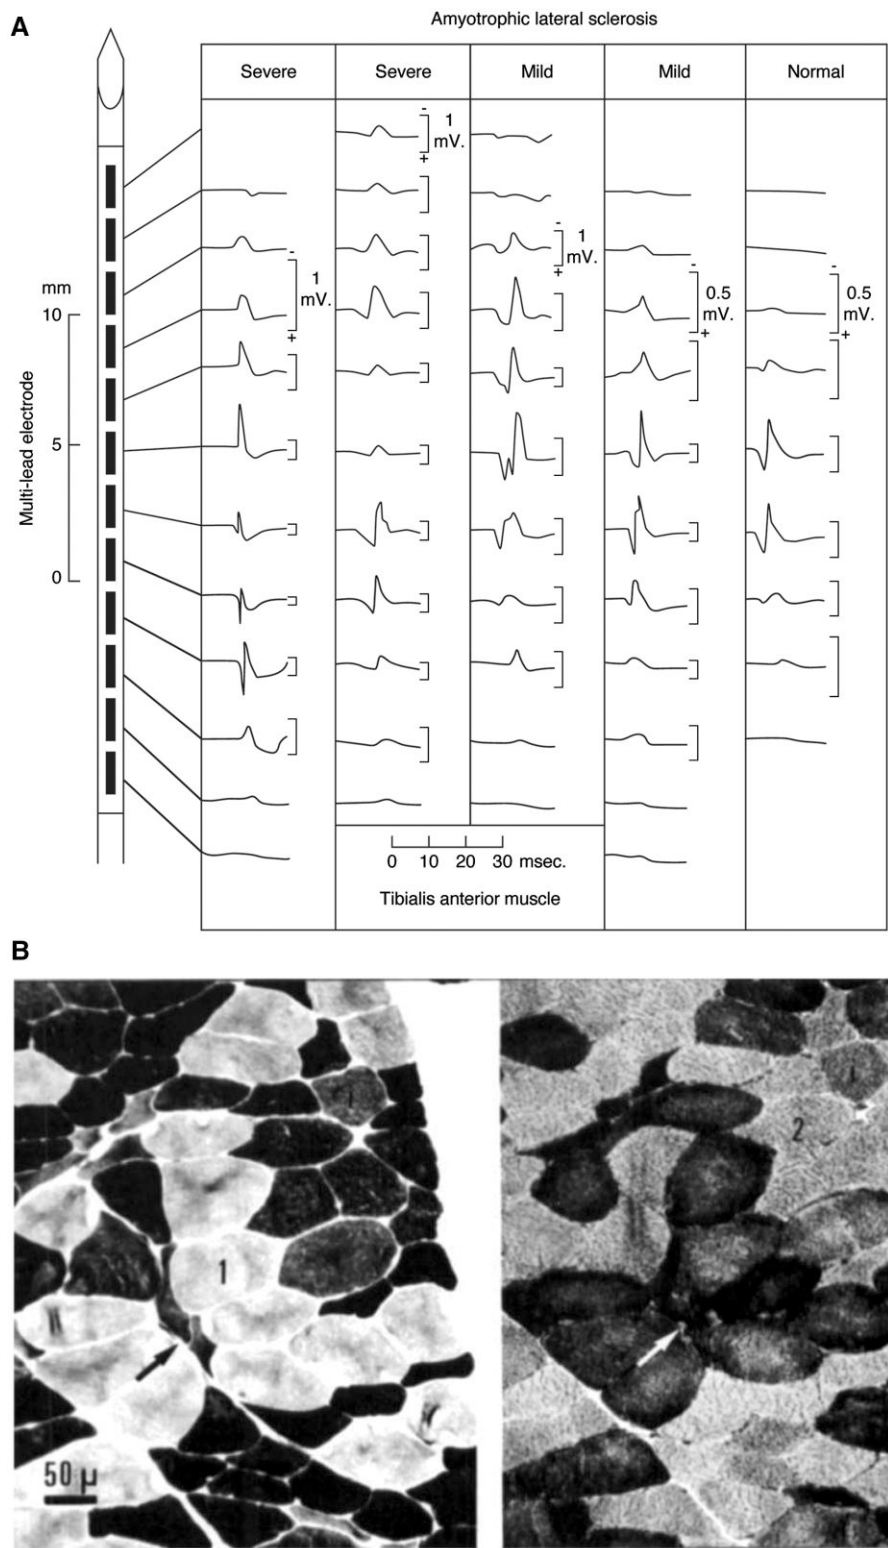 A
Amyotrophic lateral sclerosis
Severe
Severe
Mild
Mild
Normal
-
1
mV.
+
-
1
mV.
+
-
1
mV.
+
-
0.5
mV.
+
-
0.5
mV.
+
mm
10
5
0
Multi-lead electrode
0 10 20 30 msec.
Tibialis anterior muscle
B
1
50 μ
2